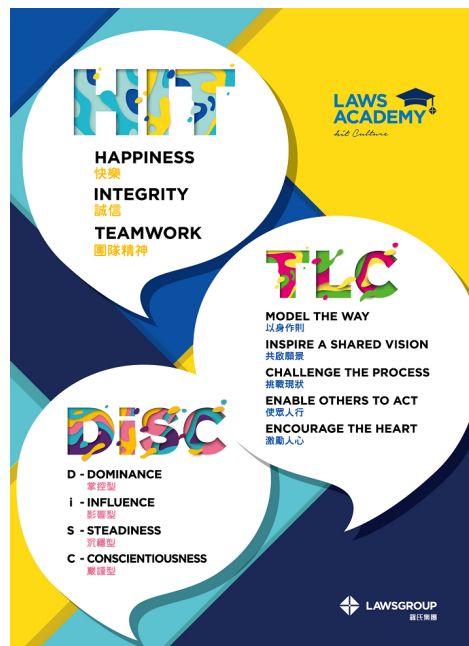 HIT
HAPPINESS
快樂
INTEGRITY
誠信
TEAMWORK
團隊精神
LAWS
ACADEMY
Hit Culture
TLC
MODEL THE WAY
以身作則
INSPIRE A SHARED VISION
共啟願景
CHALLENGE THE PROCESS
挑戰現狀
ENABLE OTHERS TO ACT
使眾人行
ENCOURAGE THE HEART
激勵人心
DiSC
D - DOMINANCE
掌控型
i - INFLUENCE
影響型
S - STEADINESS
沉穩型
C - CONSCIENTIOUSNESS
嚴謹型
LAWSGROUP
羅氏集團